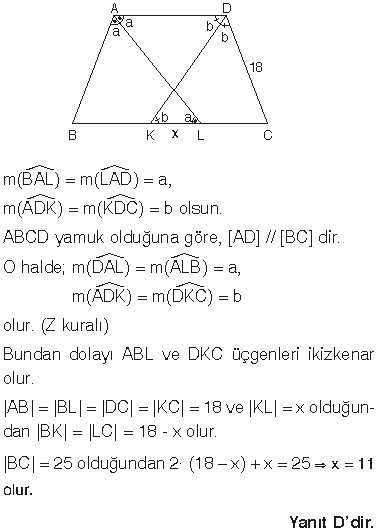 A D
a a b b
18
b a
B K x L C
m(BAL) = m(LAD) = a,
m(ADK) = m(KDC) = b olsun.
ABCD yamuk olduğuna göre, [AD] // [BC] dir.
O halde; m(DAL) = m(ALB) = a,
m(ADK) = m(DKC) = b
olur. (Z kuralı)
Bundan dolayı ABL ve DKC üçgenleri ikizkenar
olur.
|AB| = |BL| = |DC| = |KC| = 18 ve |KL| = x olduğun-
dan |BK| = |LC| = 18 - x olur.
|BC| = 25 olduğundan 2· (18 – x) + x = 25 ⇒ x = 11
olur.
Yanıt D'dir.